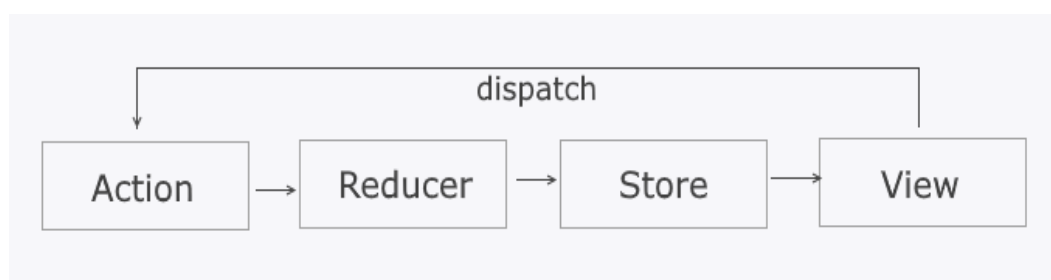 dispatch
Action
Reducer
Store
View